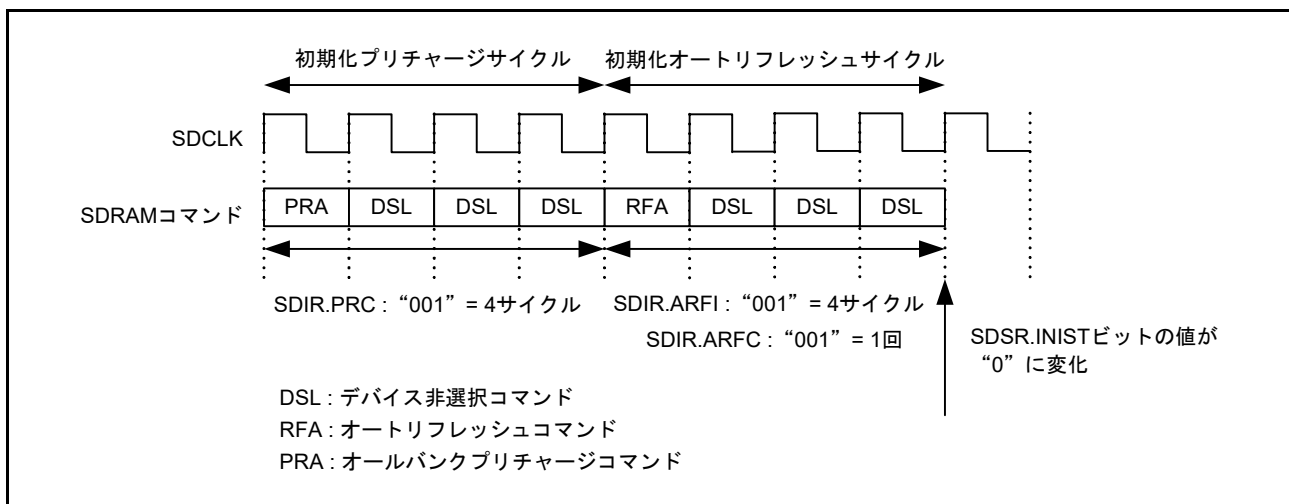 初期化プリチャージサイクル 初期化オートリフレッシュサイクル
SDCLK
SDRAMコマンド PRA DSL DSL DSL RFA DSL DSL DSL
SDIR.PRC : “001” = 4サイクル SDIR.ARFI : “001” = 4サイクル
SDIR.ARFC : “001” = 1回
SDSR.INISTビットの値が
“0” に変化
DSL : デバイス非選択コマンド
RFA : オートリフレッシュコマンド
PRA : オールバンクプリチャージコマンド